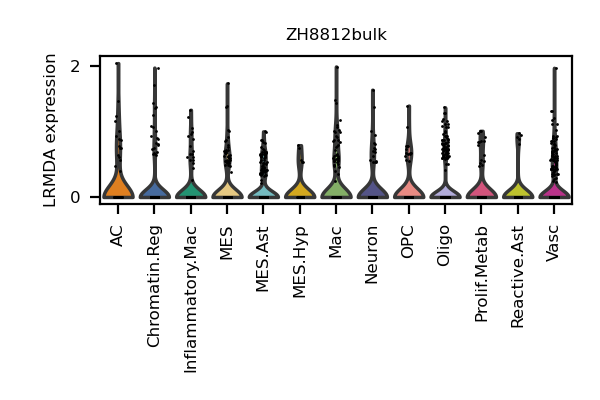 ZH8812bulk
LRMDA expression
2
0
AC
Chromatin.Reg
Inflammatory.Mac
MES
MES.Ast
MES.Hyp
Mac
Neuron
OPC
Oligo
Prolif.Metab
Reactive.Ast
Vasc